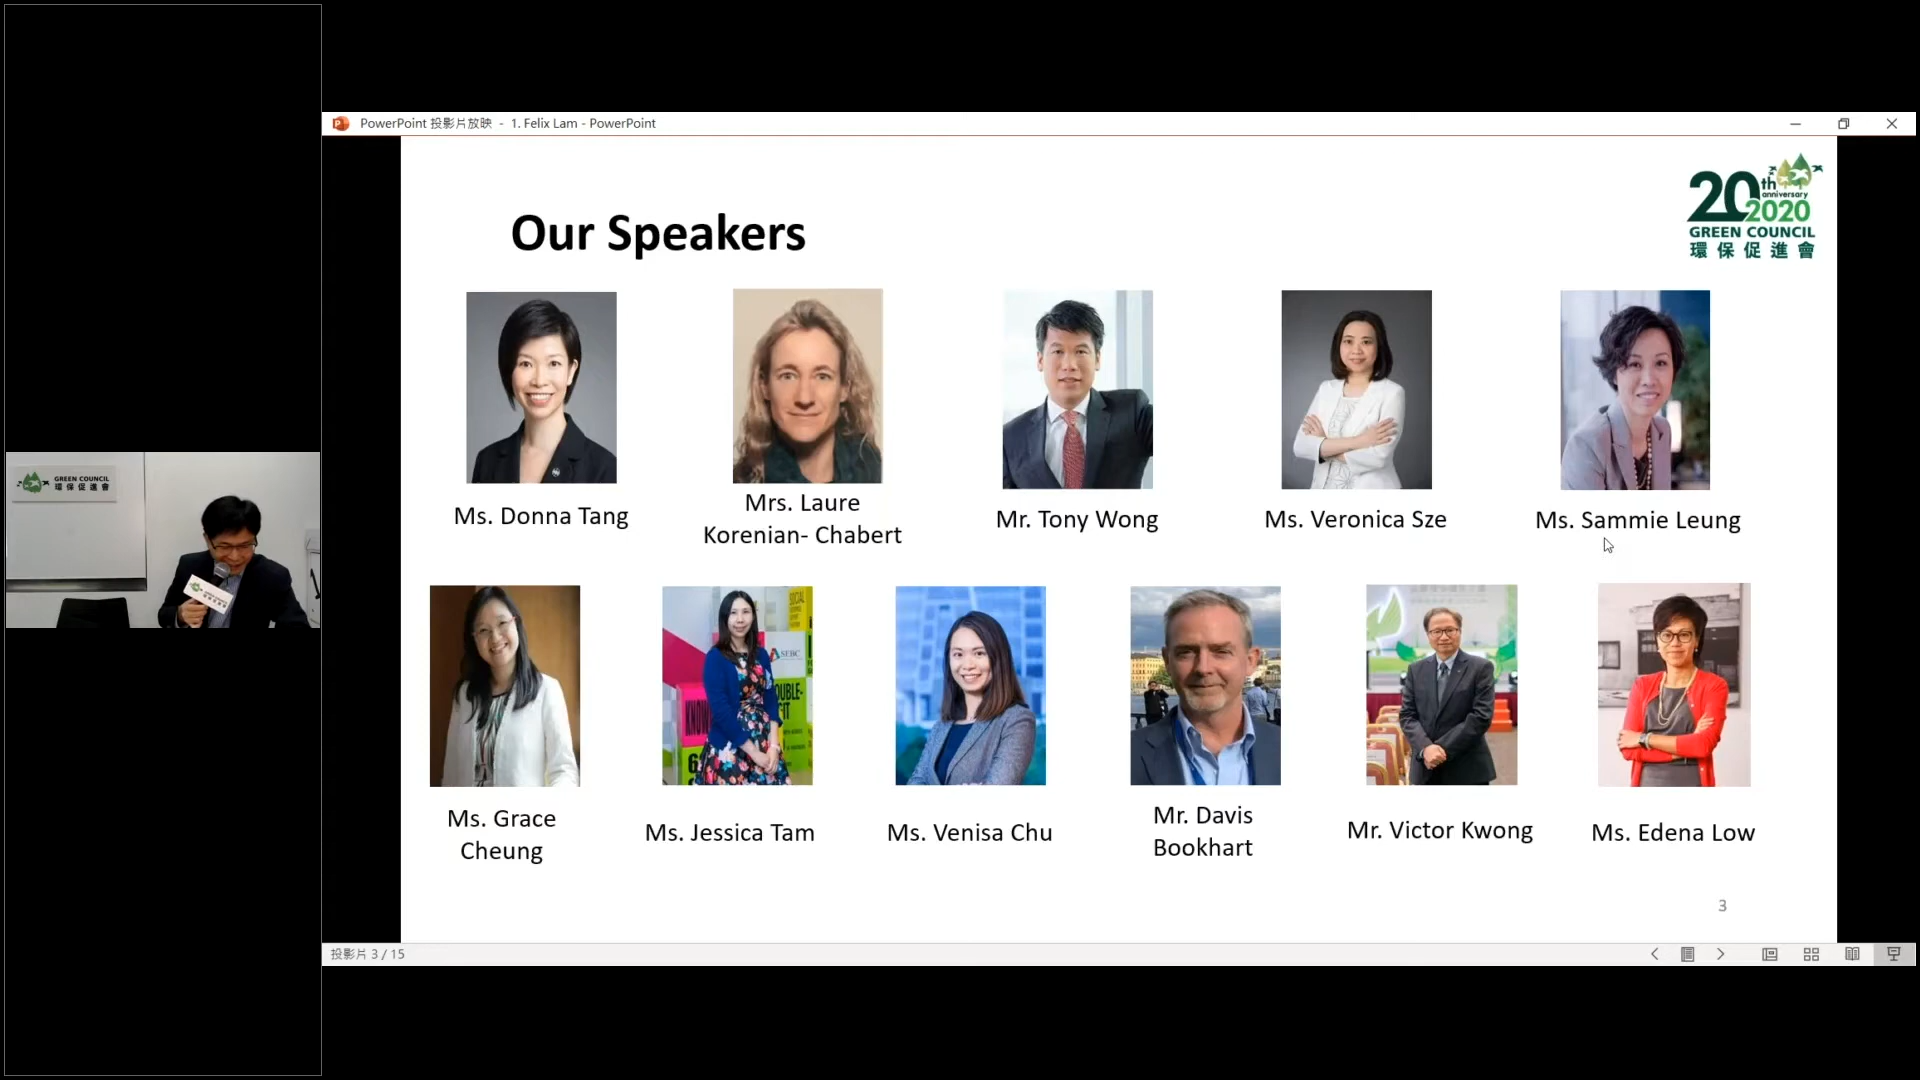 PowerPoint 投影片放映 - 1. Felix Lam - PowerPoint
Our Speakers
20th
anniversary
2020
GREEN COUNCIL
環保促進會
Ms. Donna Tang
Mrs. Laure
Korenian- Chabert
Mr. Tony Wong
Ms. Veronica Sze
Ms. Sammie Leung
GREEN COUNCIL
環保促進會
SEBC
Ms. Grace
Cheung
Ms. Jessica Tam
Ms. Venisa Chu
Mr. Davis
Bookhart
Mr. Victor Kwong
Ms. Edena Low
3
投影片 3 / 15